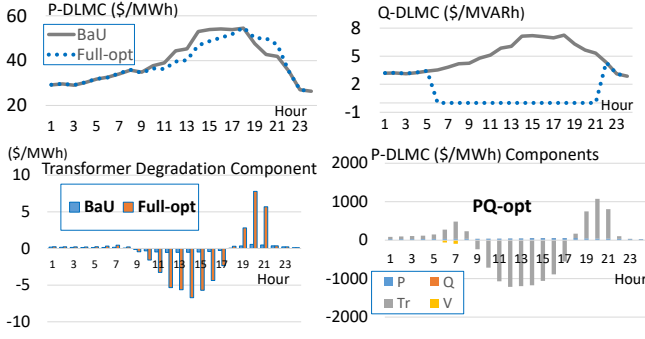 P-DLMC ($/MWh)
60
40
20
BaU
Full-opt
Hour
1 3 5 7 9 11 13 15 17 19 21 23
Q-DLMC ($/MVARh)
8
5
2
-1
BaU
Full-opt
Hour
1 3 5 7 9 11 13 15 17 19 21 23
($/MWh)
Transformer Degradation Component
10
5
0
-5
-10
BaU Full-opt
1 3 5 7 9 11 13 15 17 19 21 23
Hour
P-DLMC ($/MWh) Components
2000
1000
0
-1000
-2000
PQ-opt
1 3 5 7 9 11 13 15 17 19 21 23
Hour
P Q
Tr V